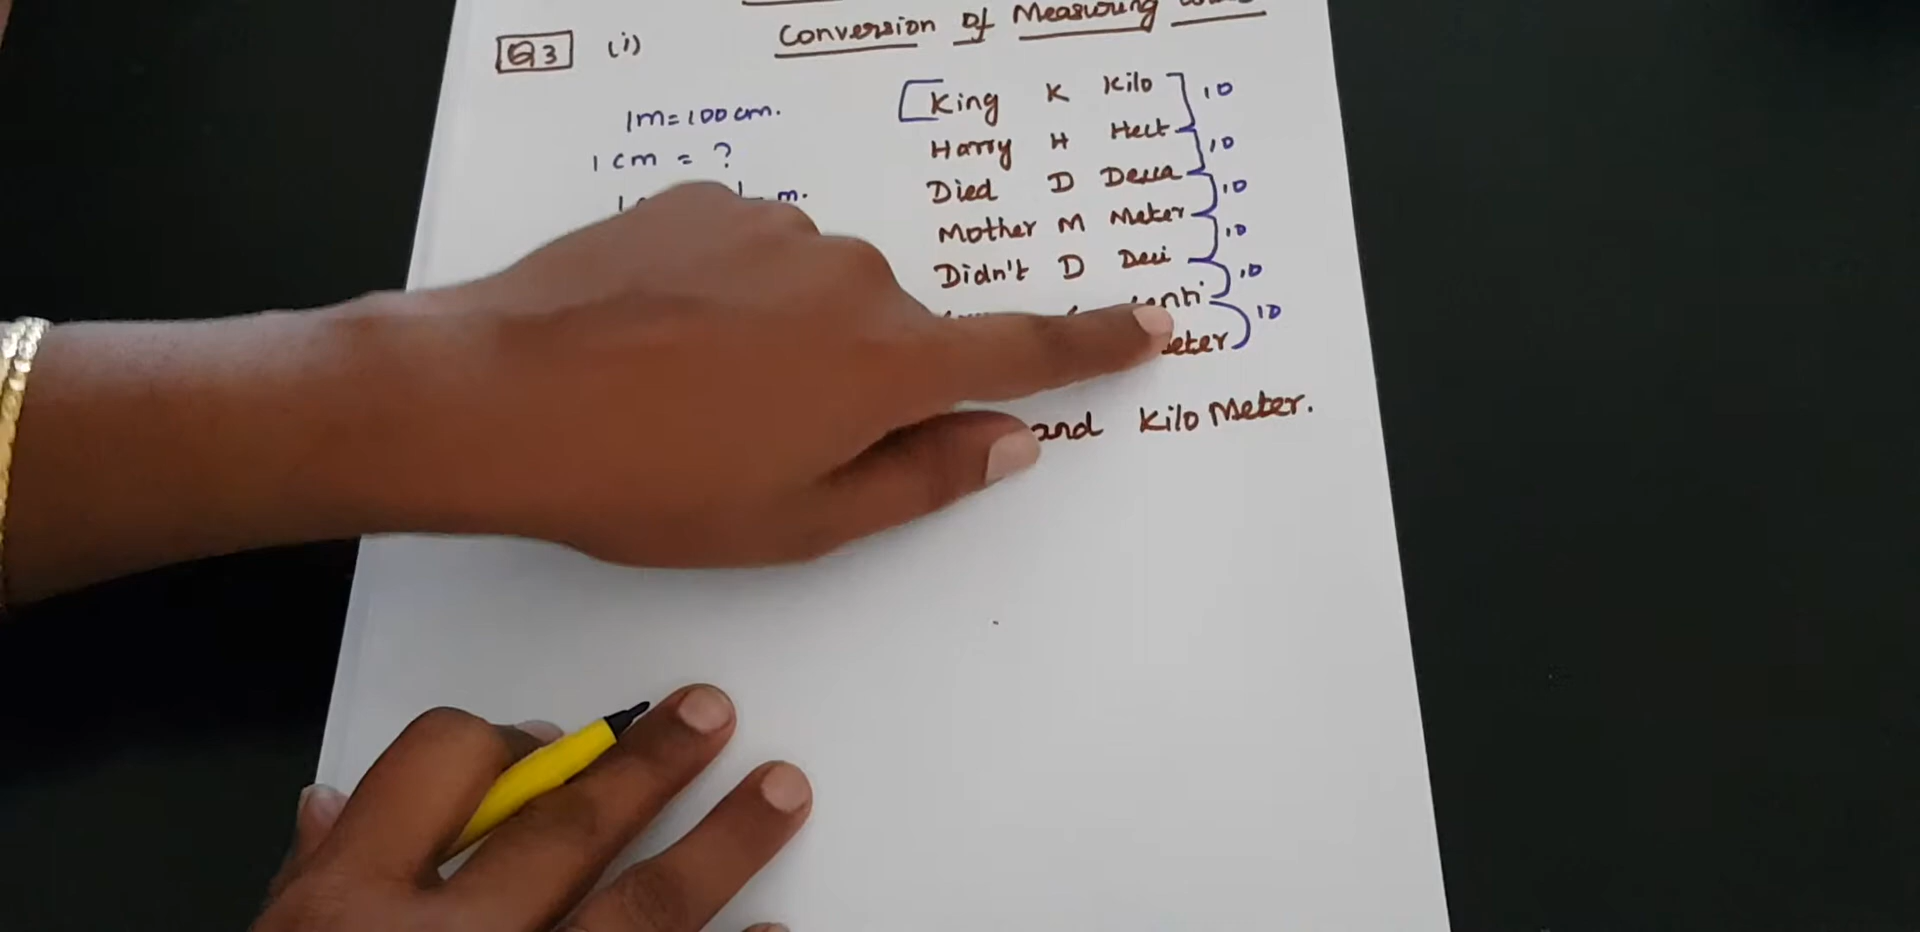 Conversion of Measuring
Q3 (i)
1m = 100 cm.
1 cm = ?
m.
King K Kilo 10
Harry H Hect 10
Died D Deca 10
Mother M Meter 10
Didn't D Deci 10
10
eter
and Kilo Meter.